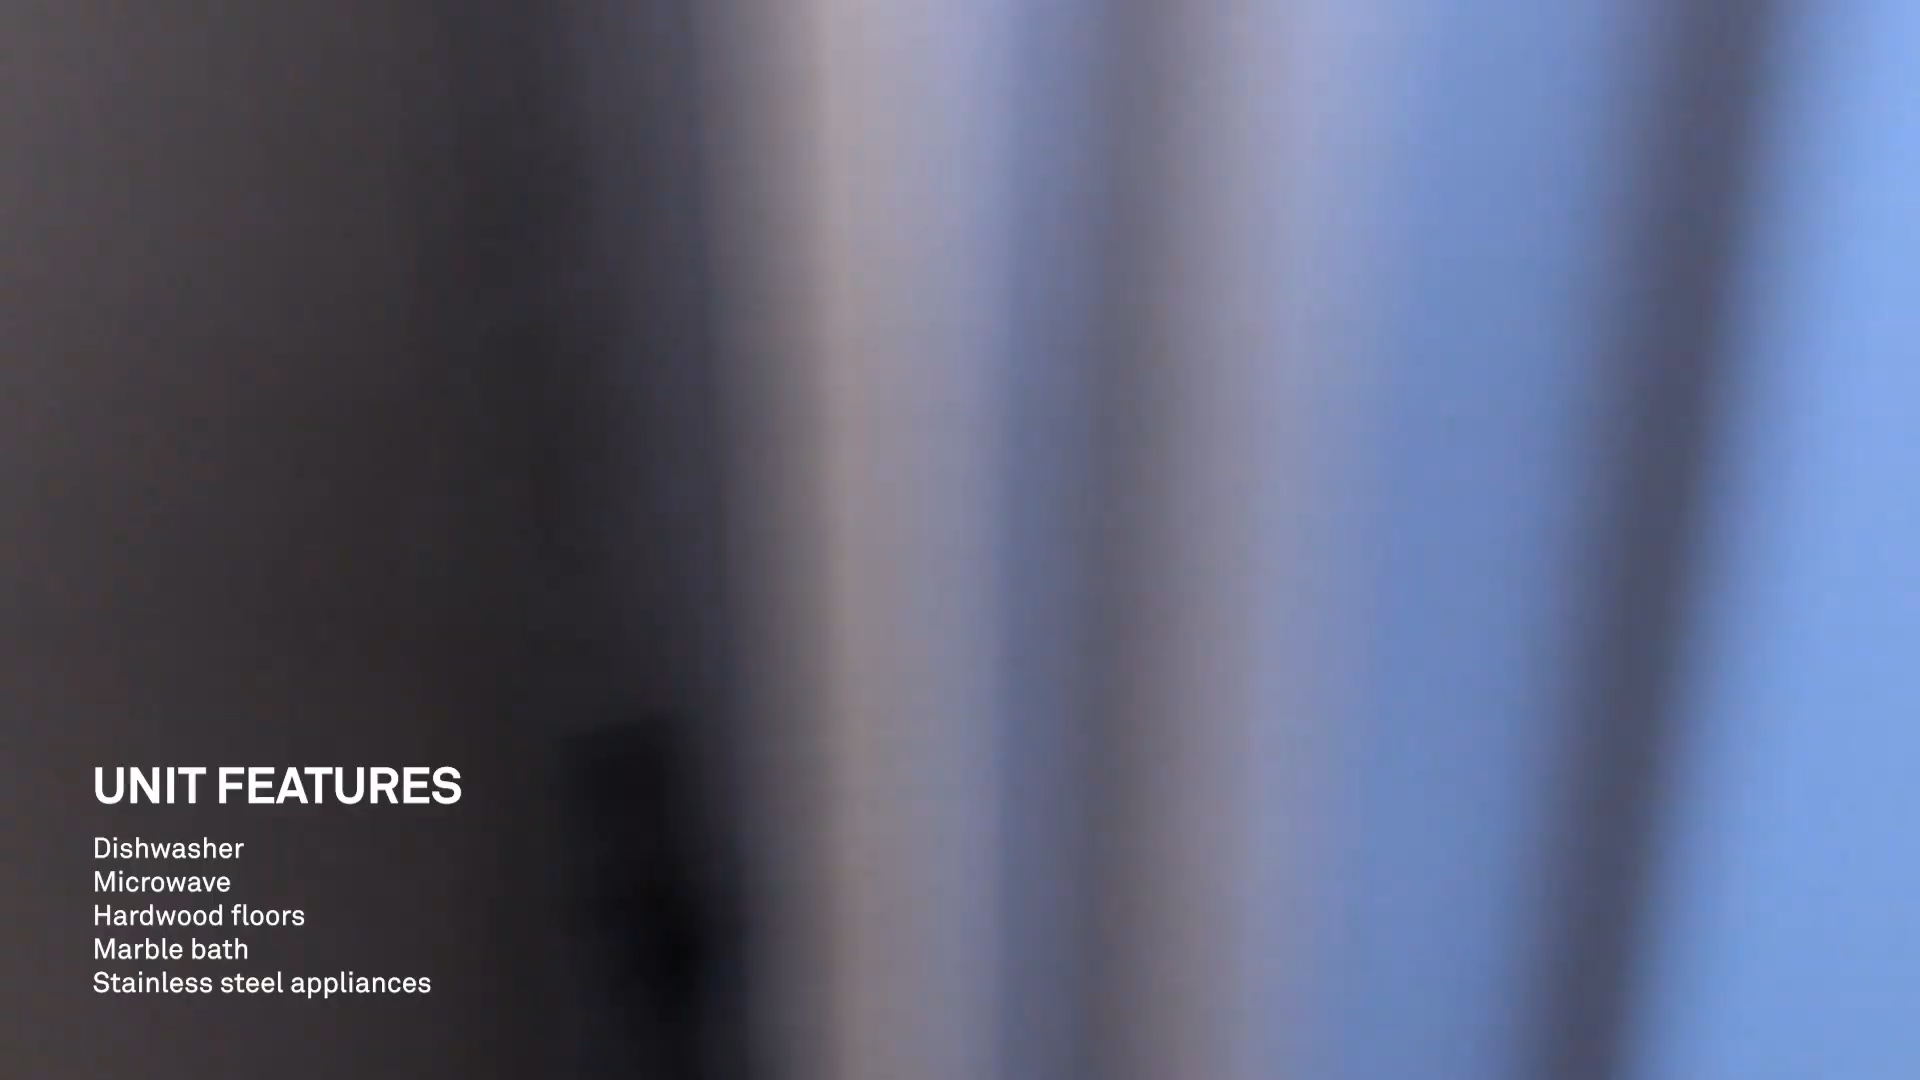 UNIT FEATURES
Dishwasher
Microwave
Hardwood floors
Marble bath
Stainless steel appliances